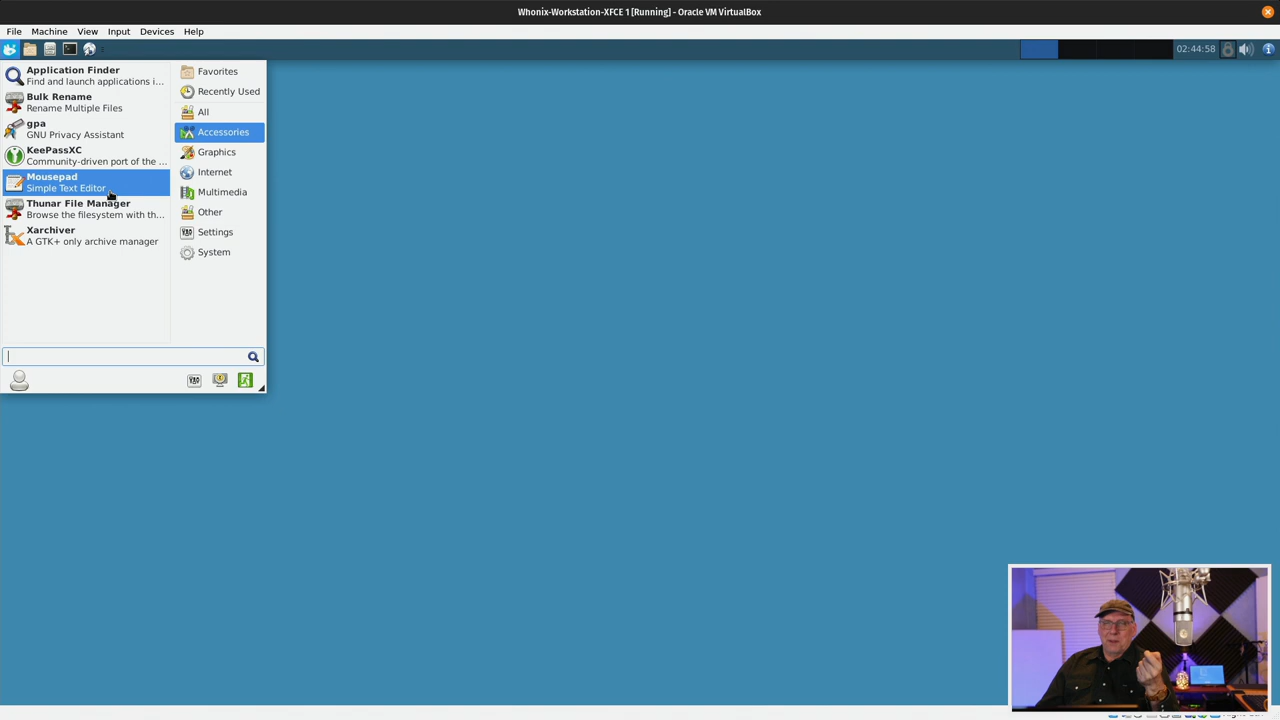 Whonix-Workstation-XFCE 1 [Running] - Oracle VM VirtualBox
File Machine View Input Devices Help
02:44:58
Application Finder
Find and launch applications i...
Bulk Rename
Rename Multiple Files
gpa
GNU Privacy Assistant
KeePassXC
Community-driven port of the ...
Mousepad
Simple Text Editor
Thunar File Manager
Browse the filesystem with th...
Xarchiver
A GTK+ only archive manager
Favorites
Recently Used
All
Accessories
Graphics
Internet
Multimedia
Other
Settings
System